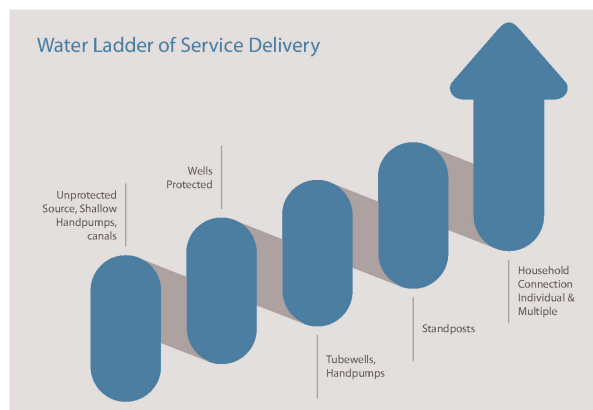 Water Ladder of Service Delivery
Unprotected
Source, Shallow
Handpumps,
canals
Wells
Protected
Tubewells,
Handpumps
Standposts
Household
Connection
Individual &
Multiple